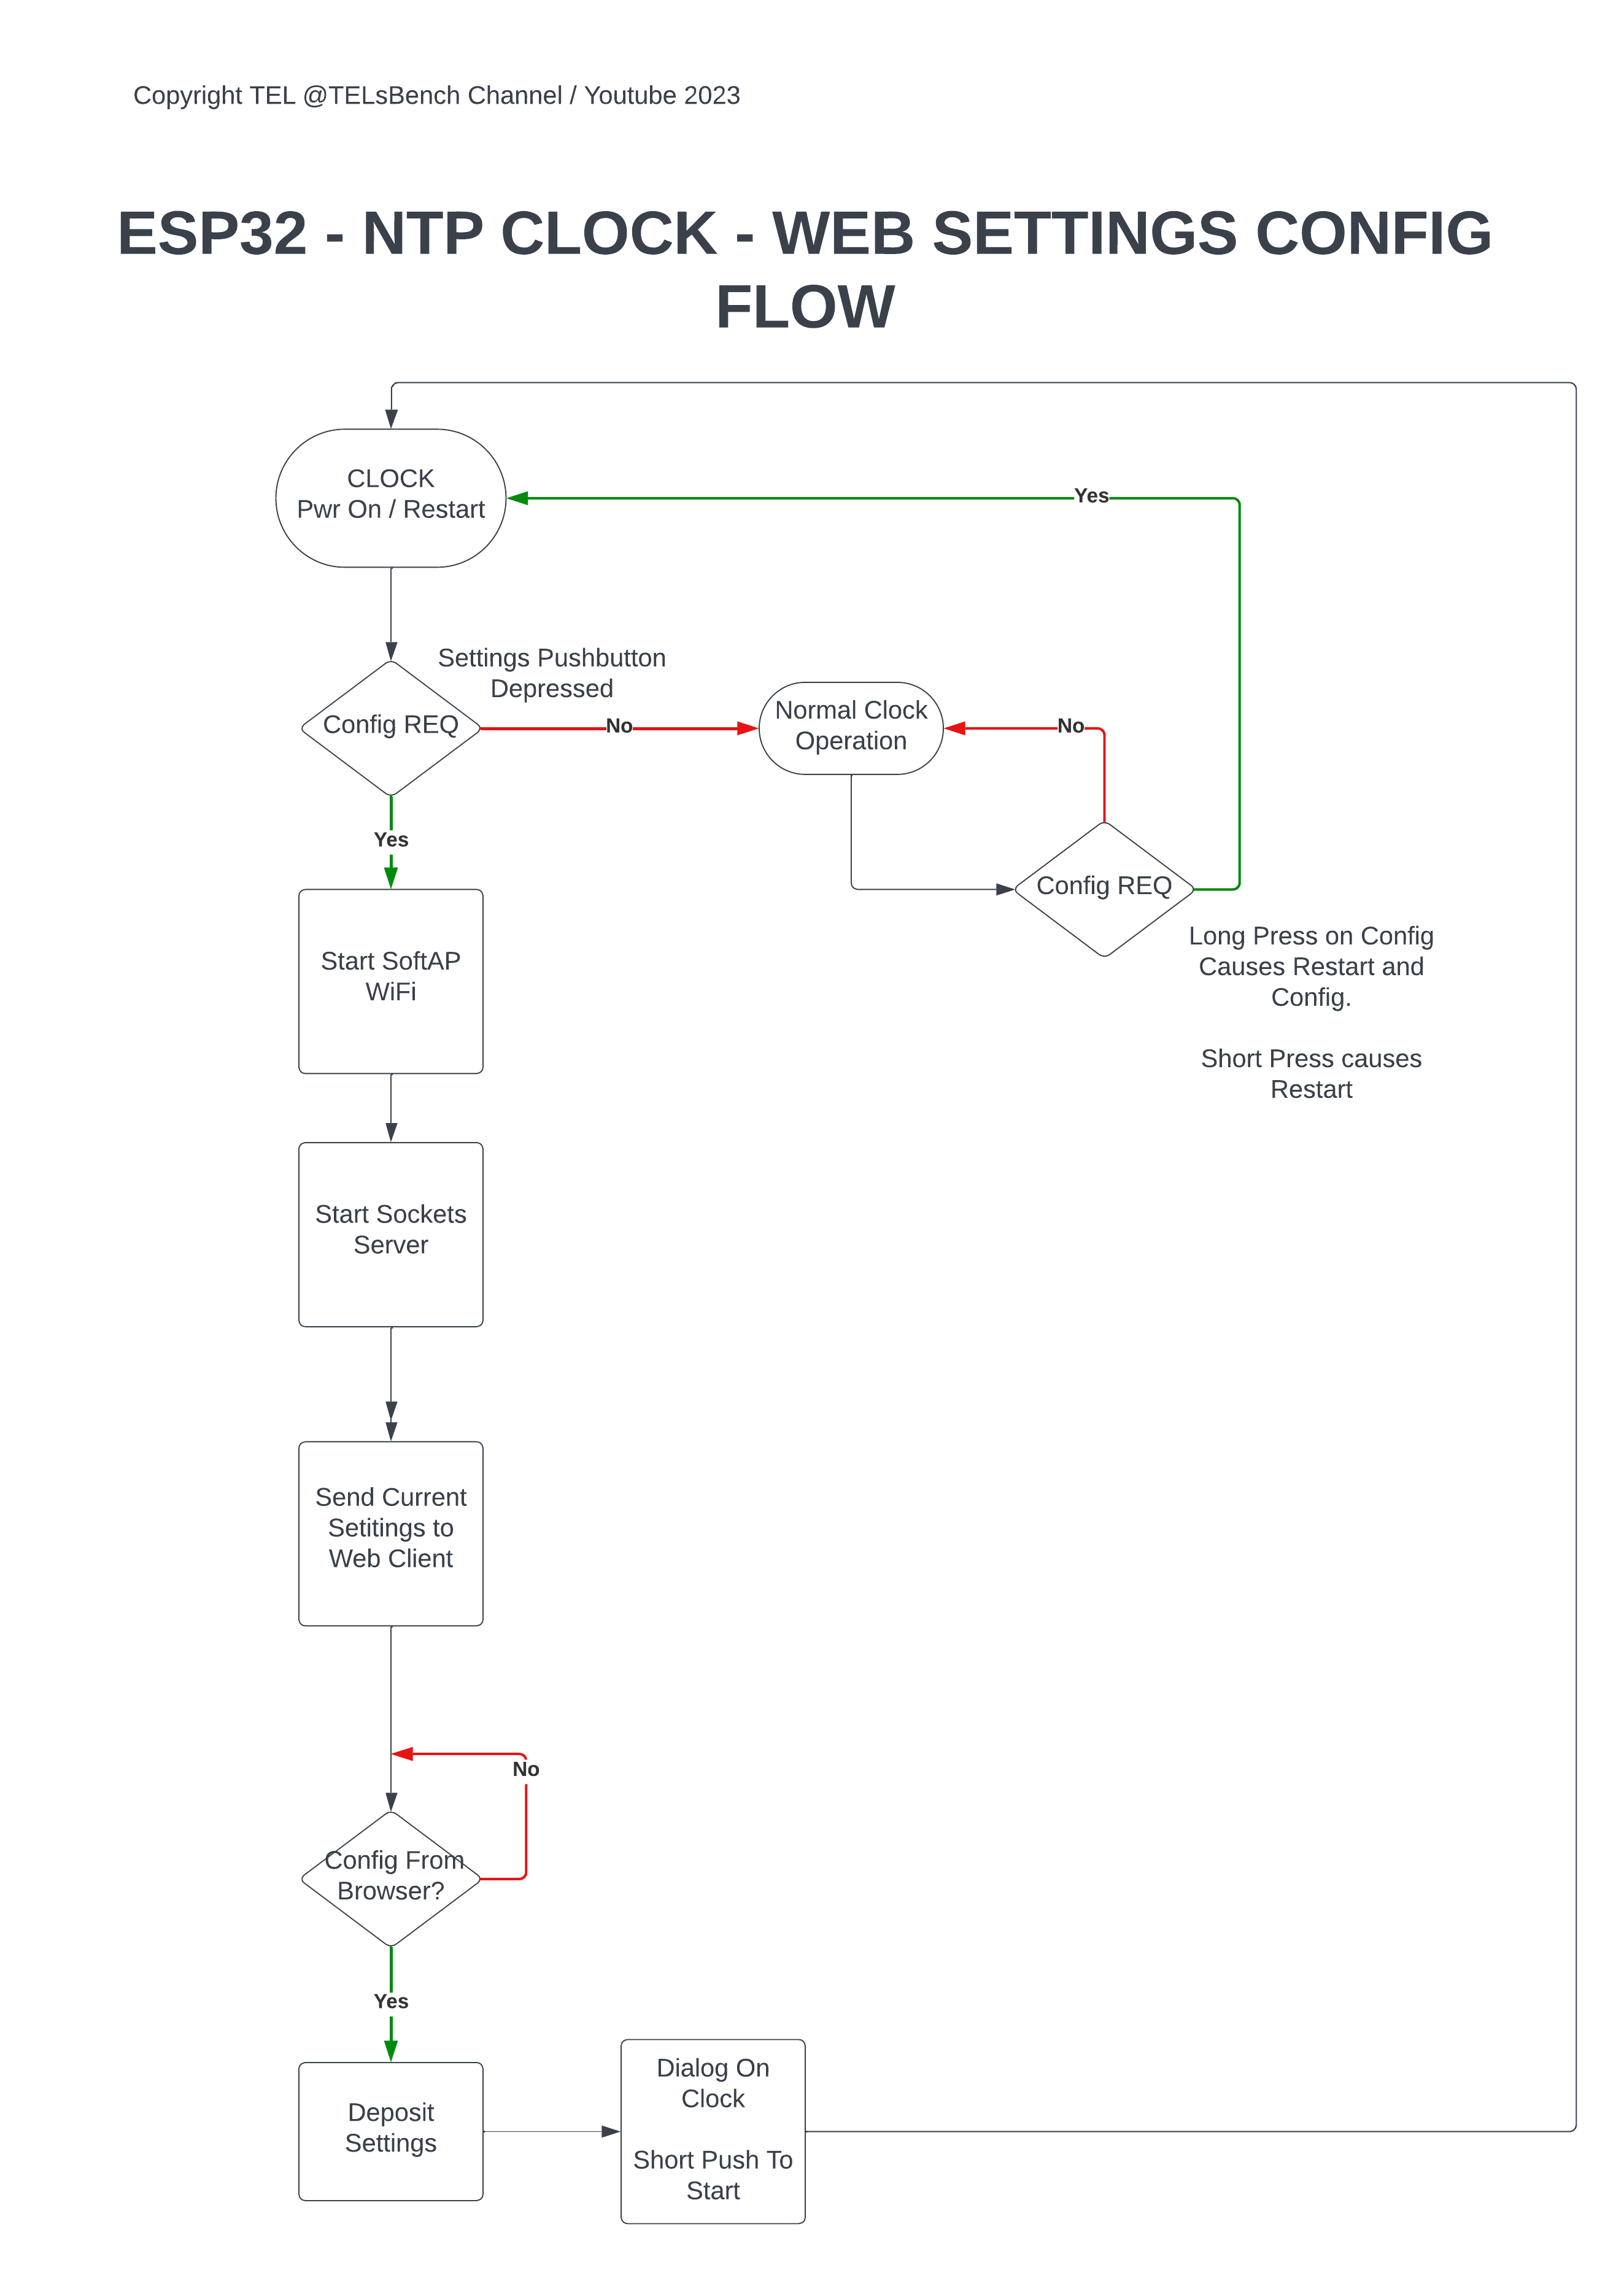 Copyright TEL @TELsBench Channel / Youtube 2023
ESP32 - NTP CLOCK - WEB SETTINGS CONFIG
FLOW
CLOCK
Pwr On / Restart
Yes
Settings Pushbutton
Depressed
Config REQ
No
Normal Clock
Operation
No
Yes
Config REQ
Long Press on Config
Causes Restart and
Config.
Short Press causes
Restart
Start SoftAP
WiFi
Start Sockets
Server
Send Current
Setitings to
Web Client
No
Config From
Browser?
Yes
Deposit
Settings
Dialog On
Clock
Short Push To
Start